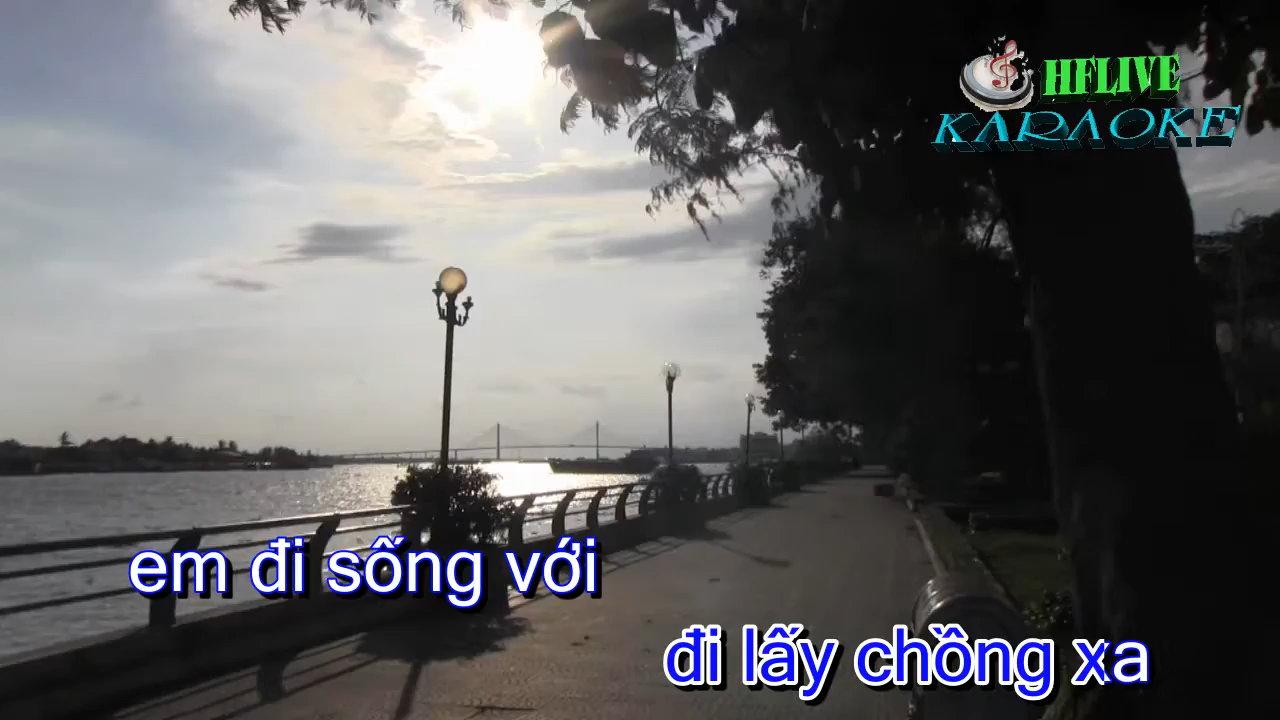 HFLIVE
KARAOKE
em đi sống với
đi lấy chồng xa